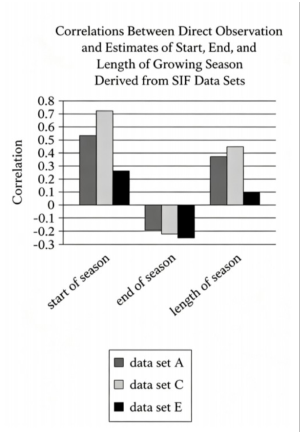 Correlations Between Direct Observation
and Estimates of Start, End, and
Length of Growing Season
Derived from SIF Data Sets
0.8
0.7
0.6
0.5
0.4
0.3
0.2
0.1
0
-0.1
-0.2
-0.3
Correlation
start of season
end of season
length of season
data set A
data set C
data set E